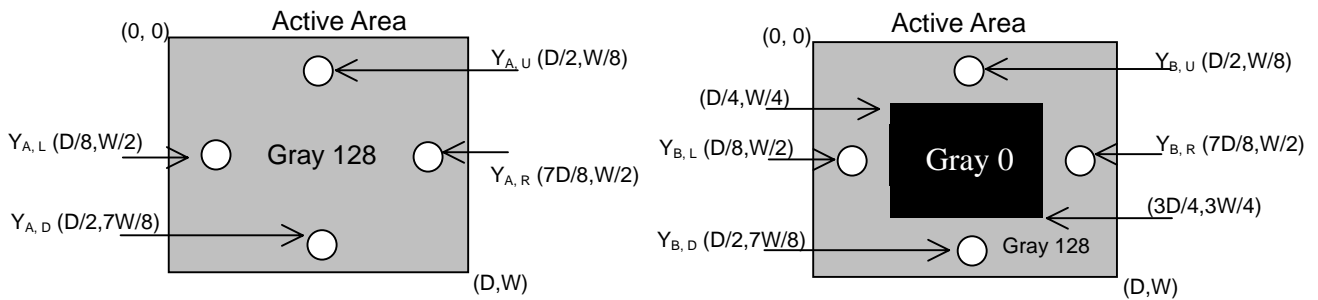 Active Area
(0, 0)
Y_A, U (D/2,W/8)
Y_A, L (D/8,W/2)
Gray 128
Y_A, R (7D/8,W/2)
Y_A, D (D/2,7W/8)
(D,W)
Active Area
(0, 0)
Y_B, U (D/2,W/8)
(D/4,W/4)
Y_B, L (D/8,W/2)
Gray 0
Y_B, R (7D/8,W/2)
(3D/4,3W/4)
Y_B, D (D/2,7W/8)
Gray 128
(D,W)